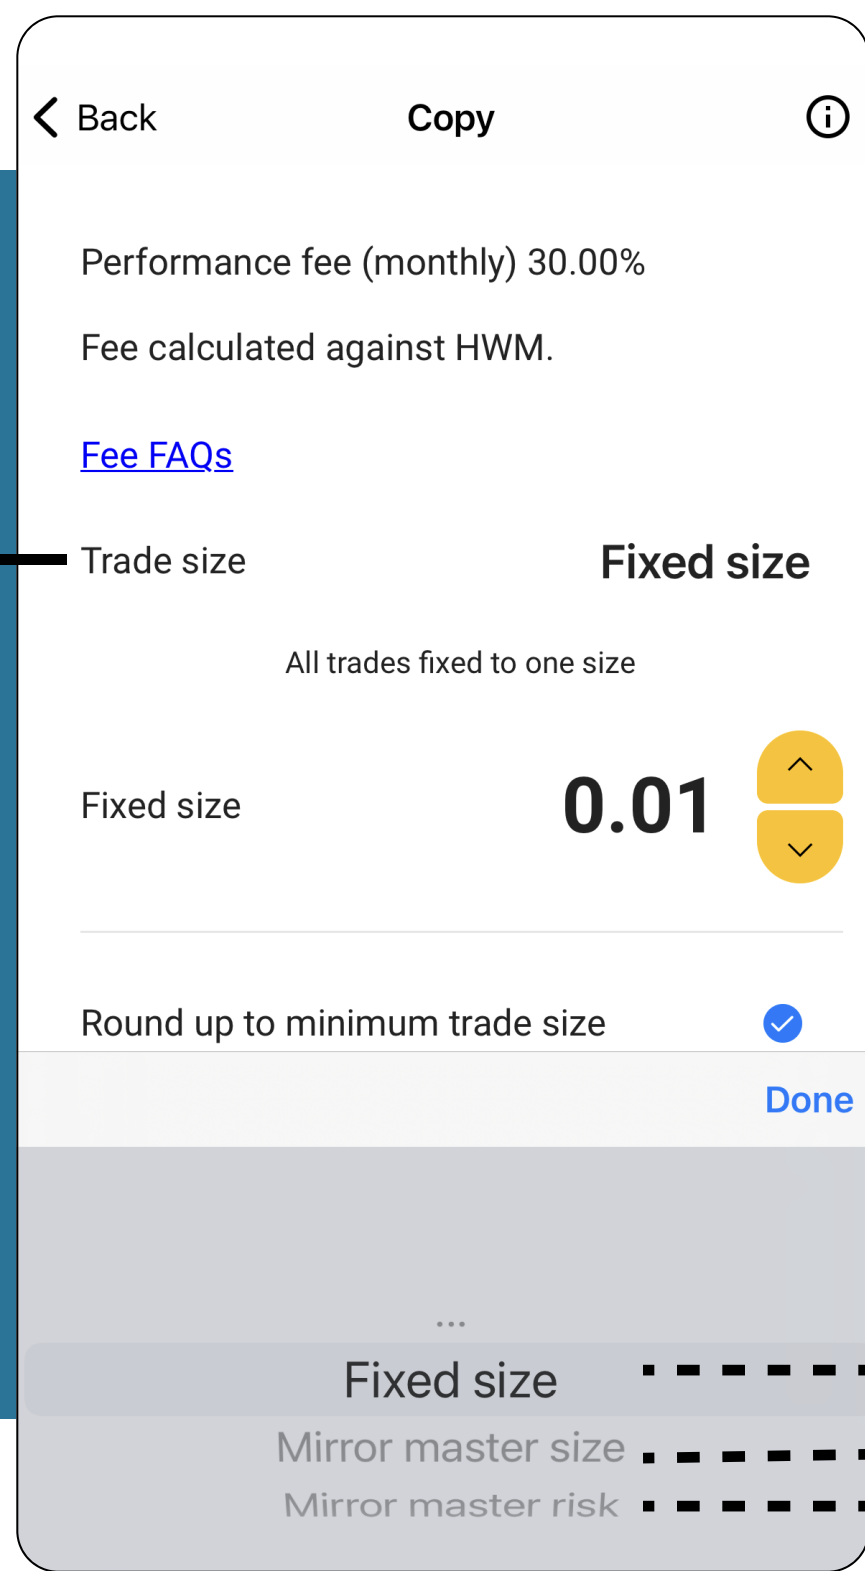 Back
Copy
Performance fee (monthly) 30.00%
Fee calculated against HWM.
Fee FAQs
Trade size
Fixed size
All trades fixed to one size
Fixed size
0.01
Round up to minimum trade size
Done
...
Fixed size
Mirror master size
Mirror master risk